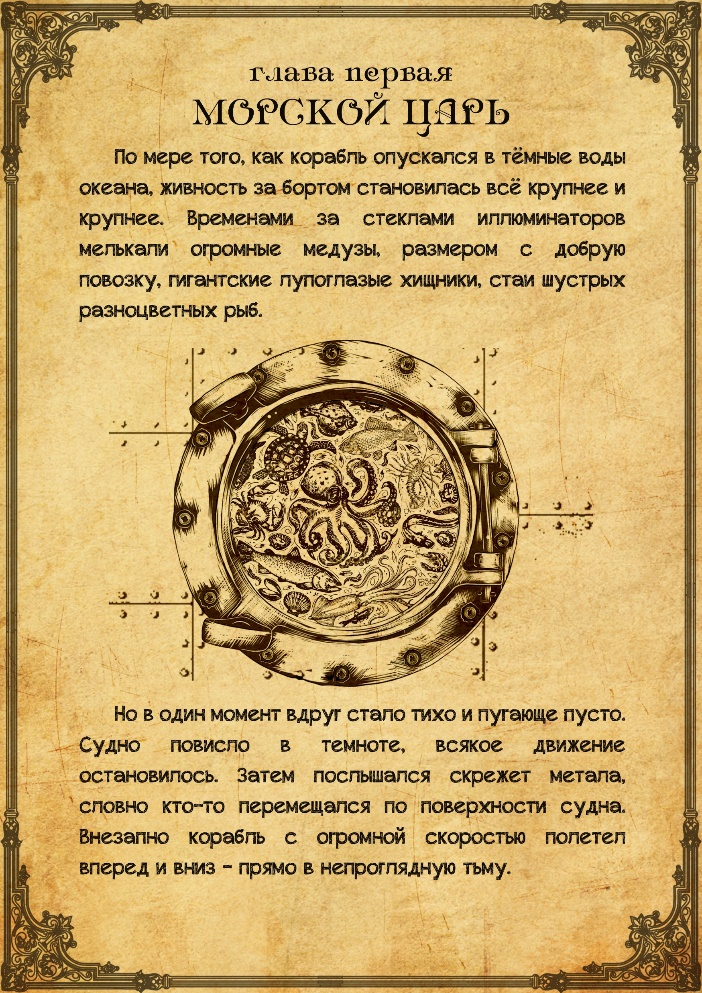 глава первая
МОРСКОЙ ЦАРЬ
По мере того, как корабль опускался в тёмные воды
океана, живность за бортом становилась всё крупнее и
крупнее. Временами за стеклами иллюминаторов
мелькали огромные медузы, размером с добрую
повозку, гигантские лупоглазые хищники, стаи шустрых
разноцветных рыб.
Но в один момент вдруг стало тихо и пугающе пусто.
Судно повисло в темноте, всякое движение
остановилось. Затем послышался скрежет метала,
словно кто-то перемещался по поверхности судна.
Внезапно корабль с огромной скоростью полетел
вперед и вниз - прямо в непроглядную тьму.